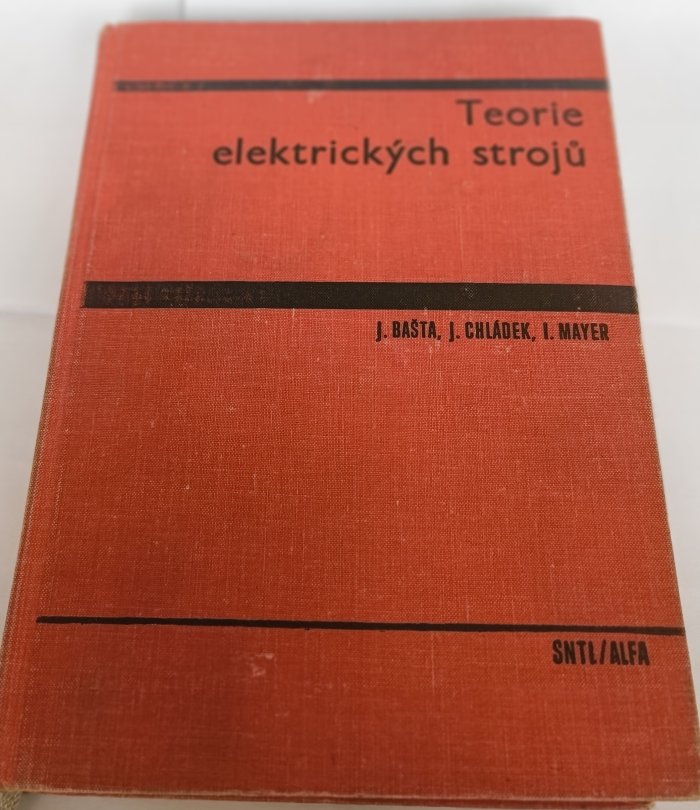 Teorie
elektrických strojů
J. BAŠTA, J. CHLÁDEK, I. MAYER
SNTL/ALFA